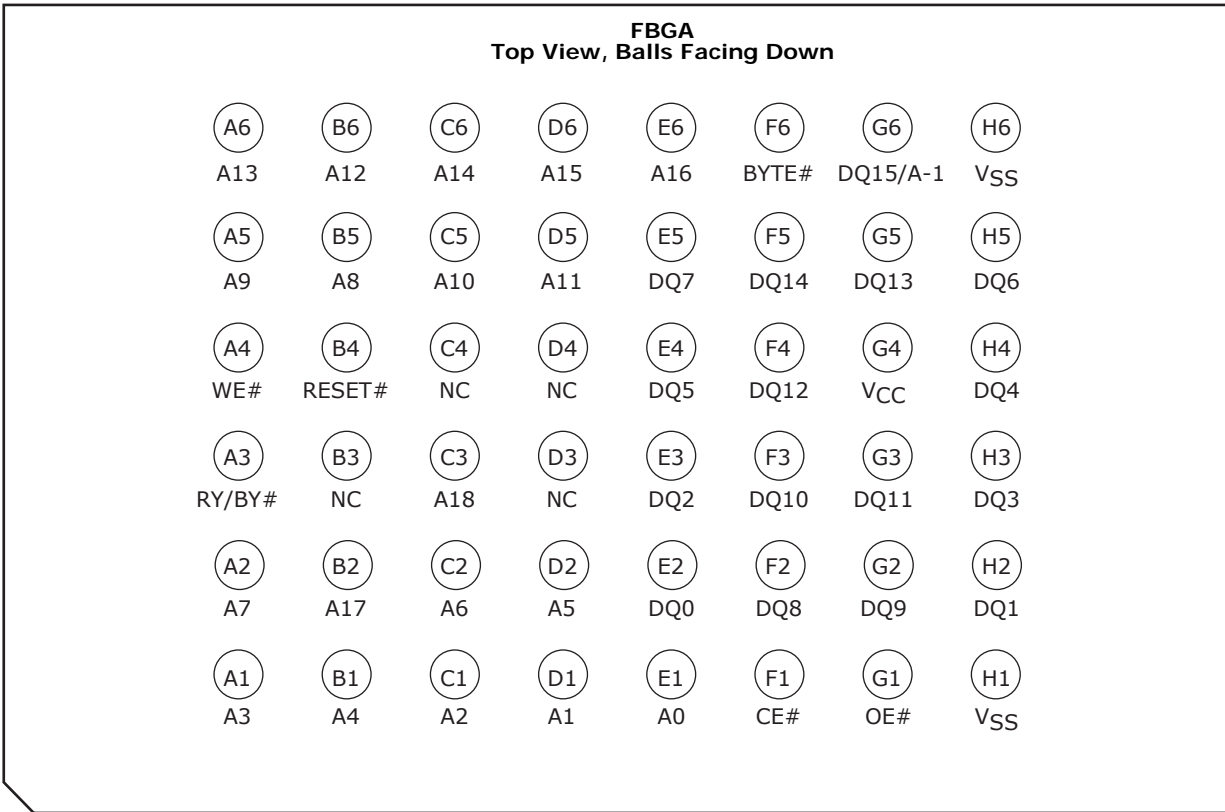 FBGA
Top View, Balls Facing Down
A6 B6 C6 D6 E6 F6 G6 H6
A13 A12 A14 A15 A16 BYTE# DQ15/A-1 VSS
A5 B5 C5 D5 E5 F5 G5 H5
A9 A8 A10 A11 DQ7 DQ14 DQ13 DQ6
A4 B4 C4 D4 E4 F4 G4 H4
WE# RESET# NC NC DQ5 DQ12 VCC DQ4
A3 B3 C3 D3 E3 F3 G3 H3
RY/BY# NC A18 NC DQ2 DQ10 DQ11 DQ3
A2 B2 C2 D2 E2 F2 G2 H2
A7 A17 A6 A5 DQ0 DQ8 DQ9 DQ1
A1 B1 C1 D1 E1 F1 G1 H1
A3 A4 A2 A1 A0 CE# OE# VSS